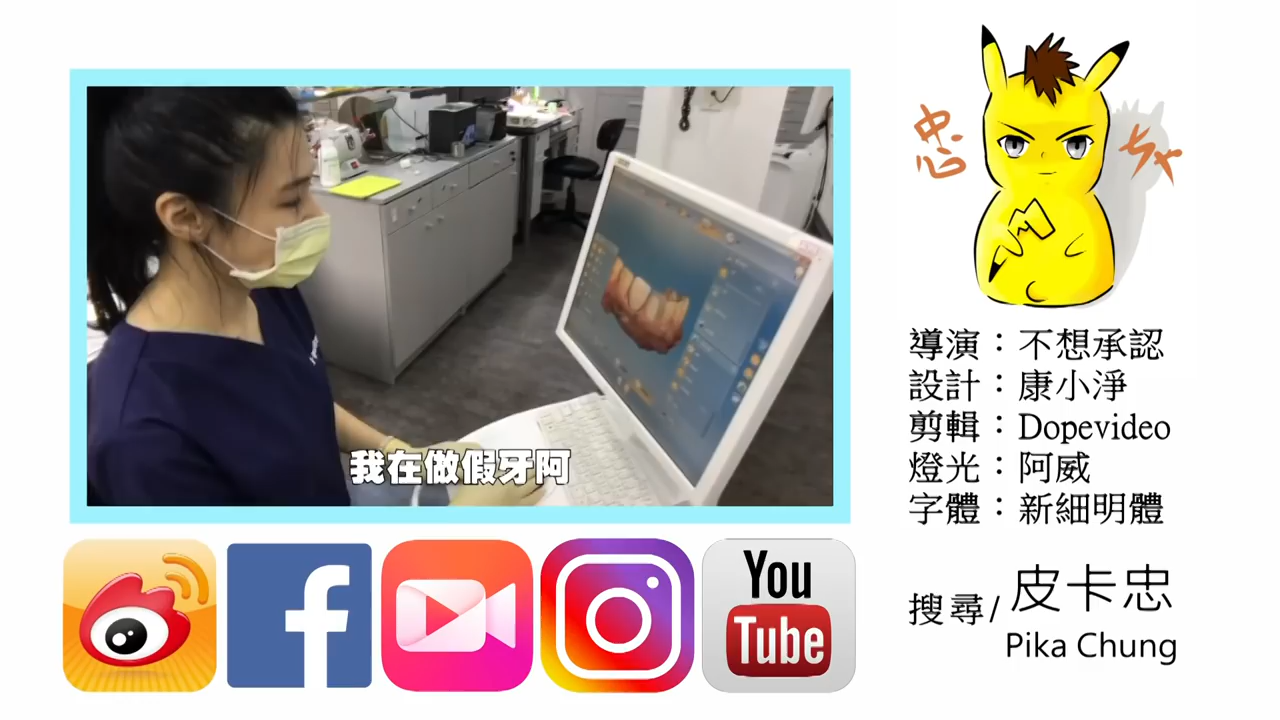 我在做假牙阿
You
Tube
忠
導演：不想承認
設計：康小淨
剪輯：Dopevideo
燈光：阿威
字體：新細明體
搜尋/皮卡忠
Pika Chung